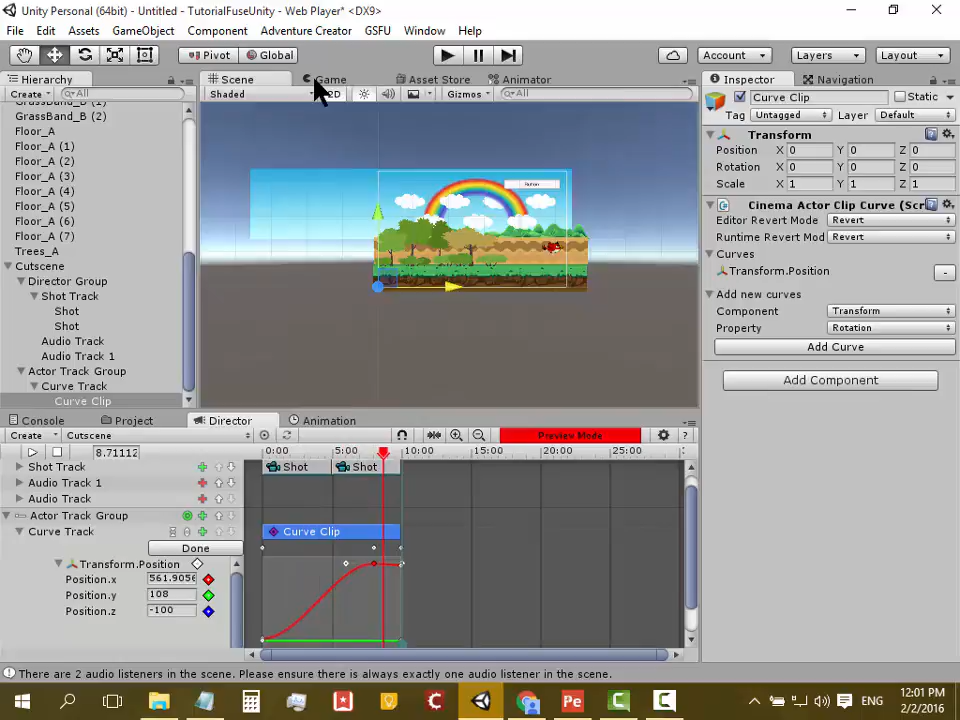 Unity Personal (64bit) - Untitled - TutorialFuseUnity - Web Player* <DX9>
File Edit Assets GameObject Component Adventure Creator GSFU Window Help
Pivot Global Account Layers Layout
Hierarchy Scene Game Asset Store Animator Inspector Navigation
Create All Shaded 2D Gizmos All
Curve Clip Static
Tag Untagged Layer Default
GrassBand_B (1)
GrassBand_B (2)
Floor_A
Floor_A (1)
Floor_A (2)
Floor_A (3)
Floor_A (4)
Floor_A (5)
Floor_A (6)
Floor_A (7)
Trees_A
Cutscene
Director Group
Shot Track
Shot
Shot
Audio Track
Audio Track 1
Actor Track Group
Curve Track
Curve Clip
Button
Transform
Position X 0 Y 0 Z 0
Rotation X 0 Y 0 Z 0
Scale X 1 Y 1 Z 1
Cinema Actor Clip Curve (Scr
Editor Revert Mode Revert
Runtime Revert Mod Revert
Curves
Transform.Position -
Add new curves
Component Transform
Property Rotation
Add Curve
Add Component
Console Project Director Animation
Create Cutscene Preview Mode ?
8.71112 0:00 5:00 10:00 15:00 20:00 25:00
Shot Track Shot Shot
Audio Track 1
Audio Track
Actor Track Group
Curve Track Curve Clip
Done
Transform.Position
Position.x 561.9056
Position.y 108
Position.z -100
There are 2 audio listeners in the scene. Please ensure there is always exactly one audio listener in the scene.
Pe ENG 12:01 PM
2/2/2016